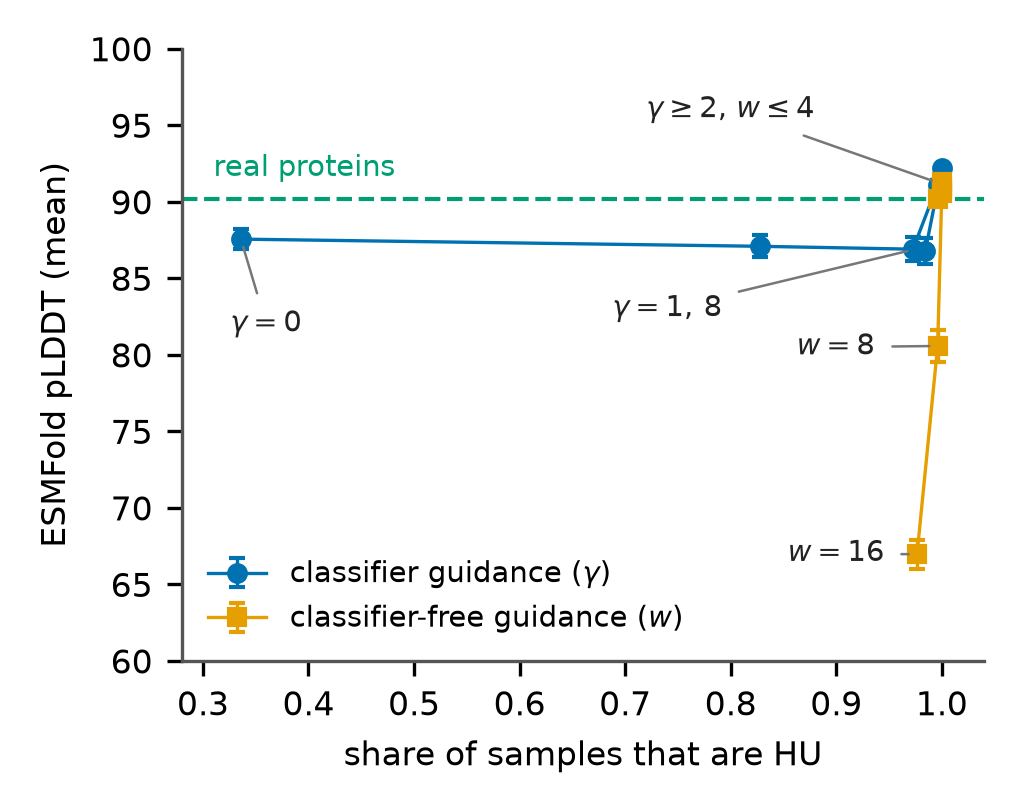 100
95
90
85
80
75
70
65
60
ESMFold pLDDT (mean)
γ ≥ 2, w ≤ 4
real proteins
γ = 0
γ = 1, 8
w = 8
w = 16
classifier guidance (γ)
classifier-free guidance (w)
0.3 0.4 0.5 0.6 0.7 0.8 0.9 1.0
share of samples that are HU